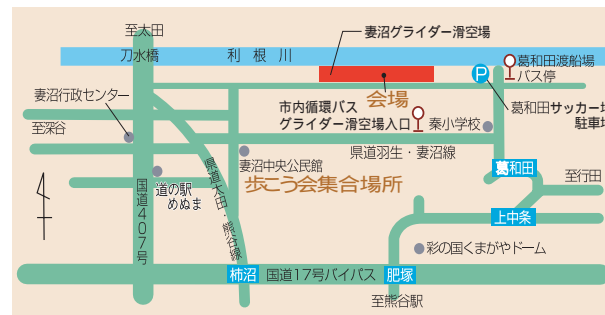 至太田
妻沼グライダー滑空場
刀水橋
利根川
葛和田渡船場
バス停
P
妻沼行政センター
会場
市内循環バス
グライダー滑空場入口
葛和田サッカー場
駐車場
至深谷
秦小学校
県道羽生・妻沼線
妻沼中央公民館
葛和田
至行田
道の駅
めぬま
歩こう会集合場所
国道407号
県道太田・熊谷線
上中条
彩の国くまがやドーム
柿沼
国道17号バイパス
肥塚
至熊谷駅